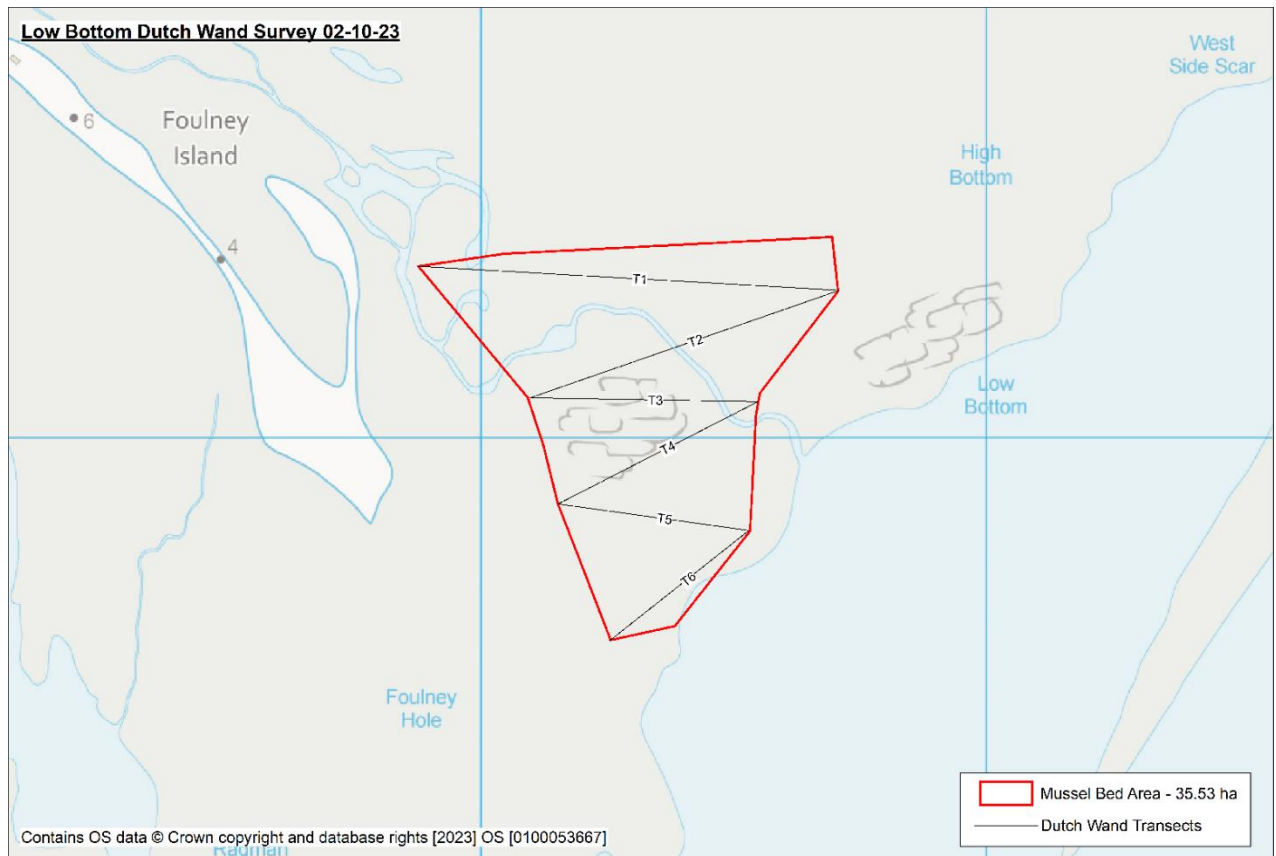 Low Bottom Dutch Wand Survey 02-10-23
West
Side Scar
6
Foulney
Island
High
Bottom
4
T1
T2
Low
Bottom
T3
T4
T5
T6
Foulney
Hole
Mussel Bed Area - 35.53 ha
Dutch Wand Transects
Contains OS data © Crown copyright and database rights [2023] OS [0100053667]